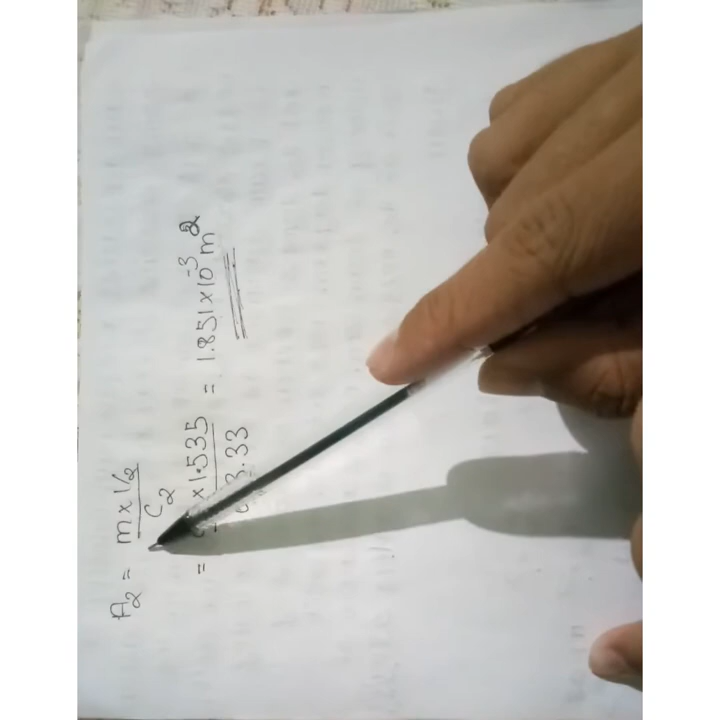 A₂ = m x V₂ / C₂
= x 1.535 / 3.33 = 1.851 x 10⁻³ m²